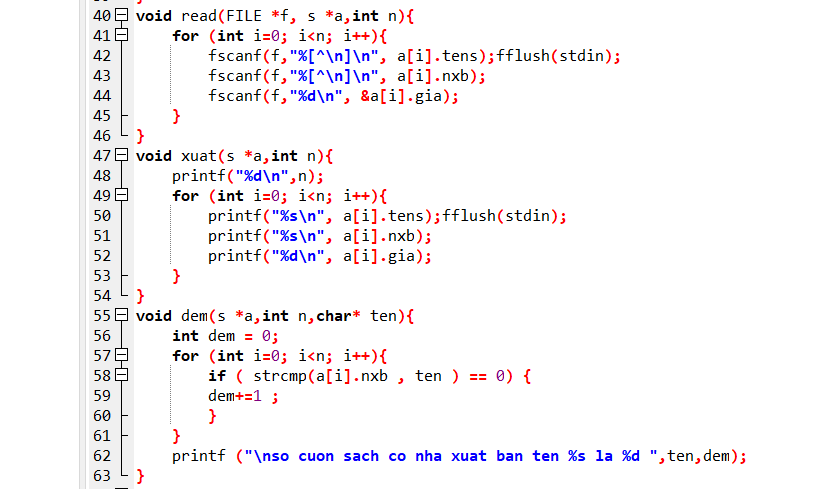 40 void read(FILE *f, s *a,int n){
41     for (int i=0; i<n; i++){
42         fscanf(f,"%[^\n]\n", a[i].tens);fflush(stdin);
43         fscanf(f,"%[^\n]\n", a[i].nxb);
44         fscanf(f,"%d\n", &a[i].gia);
45     }
46 }
47 void xuat(s *a,int n){
48     printf("%d\n",n);
49     for (int i=0; i<n; i++){
50         printf("%s\n", a[i].tens);fflush(stdin);
51         printf("%s\n", a[i].nxb);
52         printf("%d\n", a[i].gia);
53     }
54 }
55 void dem(s *a,int n,char* ten){
56     int dem = 0;
57     for (int i=0; i<n; i++){
58         if ( strcmp(a[i].nxb , ten ) == 0) {
59         dem+=1 ;
60         }
61     }
62     printf ("\nso cuon sach co nha xuat ban ten %s la %d ",ten,dem);
63 }